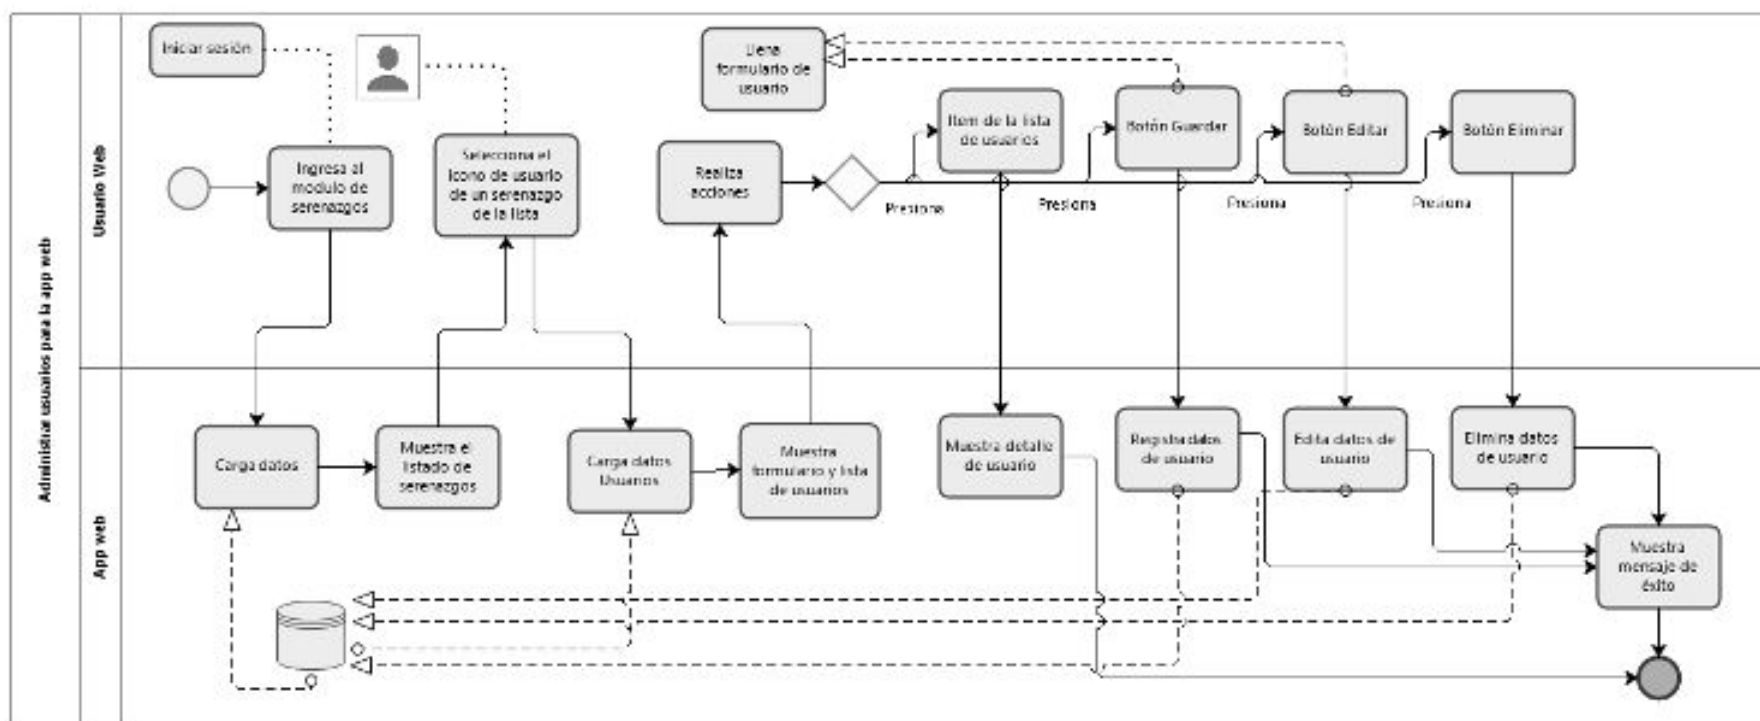 Administrar usuarios para la app web
Usuario Web
App web
Iniciar sesión
Ingresa al
modulo de
serenazgos
Selecciona el
icono de usuario
de un serenazgo
de la lista
Realiza
acciones
Llena
formulario de
usuario
Item de la lista
de usuarios
Botón Guardar
Botón Editar
Botón Eliminar
Presiona
Presiona
Presiona
Presiona
Carga datos
Muestra el
listado de
serenazgos
Carga datos
Usuarios
Muestra
formulario y lista
de usuarios
Muestra detalle
de usuario
Registra datos
de usuario
Edita datos de
usuario
Elimina datos
de usuario
Muestra
mensaje de
éxito